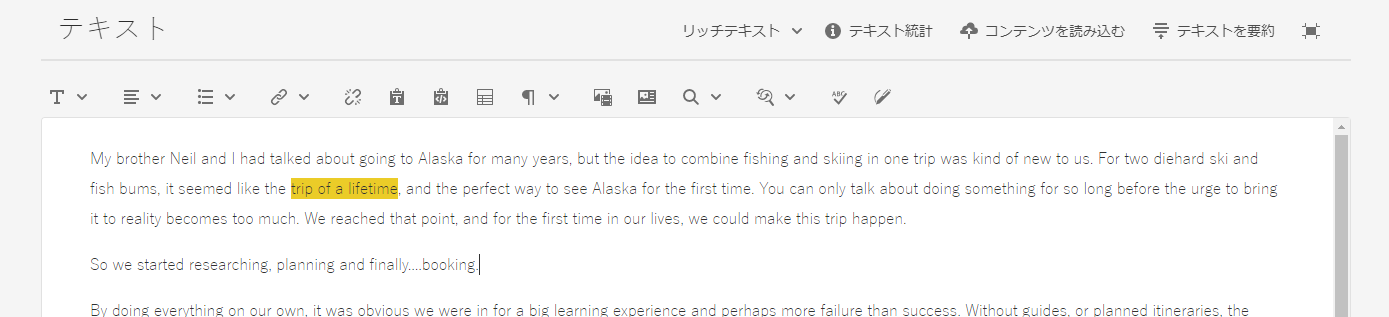 テキスト
リッチテキスト テキスト統計 コンテンツを読み込む テキストを要約
My brother Neil and I had talked about going to Alaska for many years, but the idea to combine fishing and skiing in one trip was kind of new to us. For two diehard ski and
fish bums, it seemed like the trip of a lifetime, and the perfect way to see Alaska for the first time. You can only talk about doing something for so long before the urge to bring
it to reality becomes too much. We reached that point, and for the first time in our lives, we could make this trip happen.
So we started researching, planning and finally....booking.
By doing everything on our own, it was obvious we were in for a big learning experience and perhaps more failure than success. Without guides, or planned itineraries, the